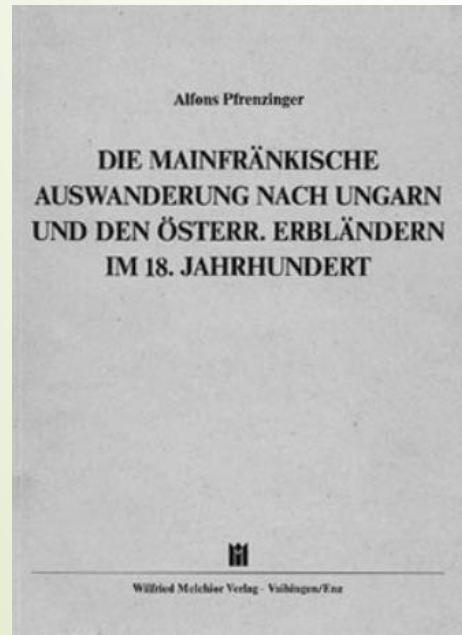 Alfons Pfrenzinger
DIE MAINFRÄNKISCHE
AUSWANDERUNG NACH UNGARN
UND DEN ÖSTERR. ERBLÄNDERN
IM 18. JAHRHUNDERT
Wilfried Melchior Verlag · Vaihingen/Enz